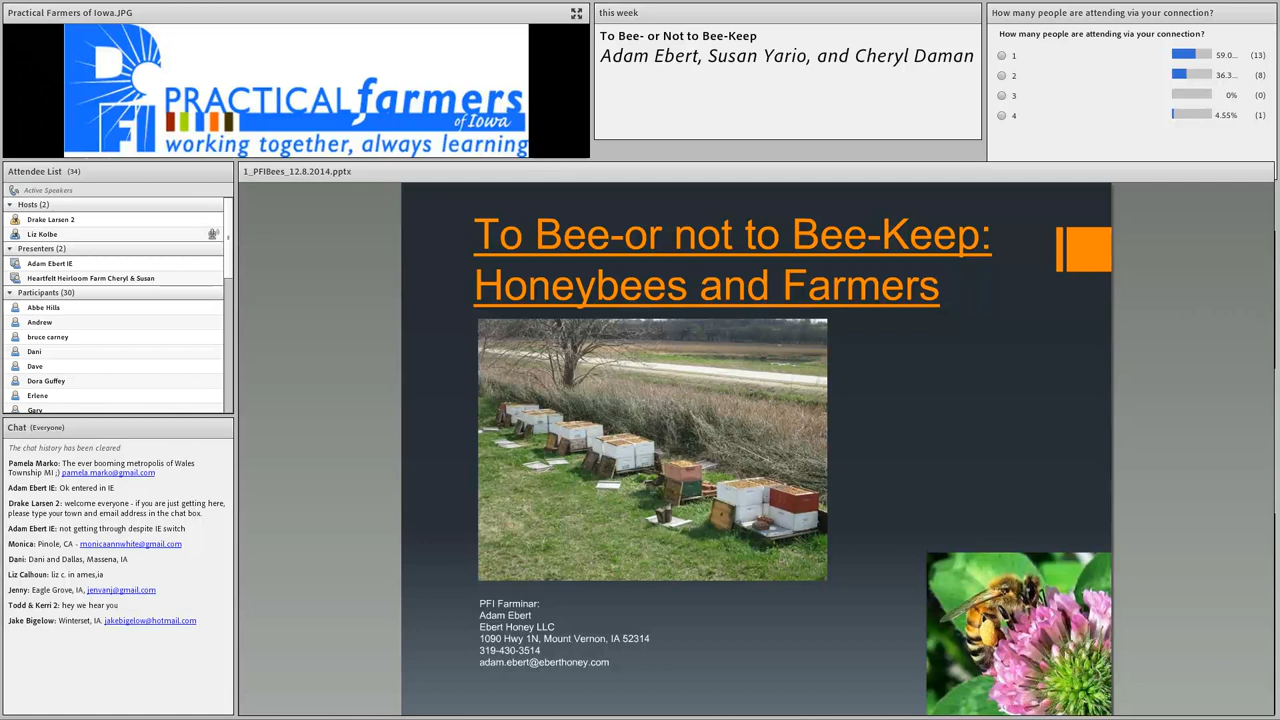 Practical Farmers of Iowa.JPG
PRACTICAL farmers
of Iowa
working together, always learning
this week
To Bee- or Not to Bee-Keep
Adam Ebert, Susan Yario, and Cheryl Daman
How many people are attending via your connection?
How many people are attending via your connection?
1 59.0... (13)
2 36.3... (8)
3 0% (0)
4 4.55% (1)
Attendee List (34)
Active Speakers
Hosts (2)
Drake Larsen 2
Liz Kolbe
Presenters (2)
Adam Ebert IE
Heartfelt Heirloom Farm Cheryl & Susan
Participants (30)
Abbe Hills
Andrew
bruce carney
Dani
Dave
Dora Guffey
Erlene
Gary
Chat (Everyone)
The chat history has been cleared
Pamela Marko: The ever booming metropolis of Wales
Township MI ;) pamela.marko@gmail.com
Adam Ebert IE: Ok entered in IE
Drake Larsen 2: welcome everyone - if you are just getting here,
please type your town and email address in the chat box.
Adam Ebert IE: not getting through despite IE switch
Monica: Pinole, CA - monicaannwhite@gmail.com
Dani: Dani and Dallas, Massena, IA
Liz Calhoun: liz c. in ames,ia
Jenny: Eagle Grove, IA, jenvanj@gmail.com
Todd & Kerri 2: hey we hear you
Jake Bigelow: Winterset, IA. jakebigelow@hotmail.com
1_PFIBees_12.8.2014.pptx
To Bee-or not to Bee-Keep:
Honeybees and Farmers
PFI Farminar:
Adam Ebert
Ebert Honey LLC
1090 Hwy 1N, Mount Vernon, IA 52314
319-430-3514
adam.ebert@eberthoney.com